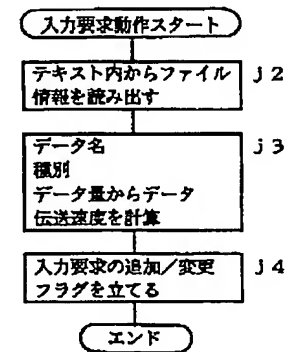 入力要求動作スタート
テキスト内からファイル
情報を読み出す
j2
データ名
種別
データ量からデータ
伝送速度を計算
j3
入力要求の追加/変更
フラグを立てる
j4
エンド